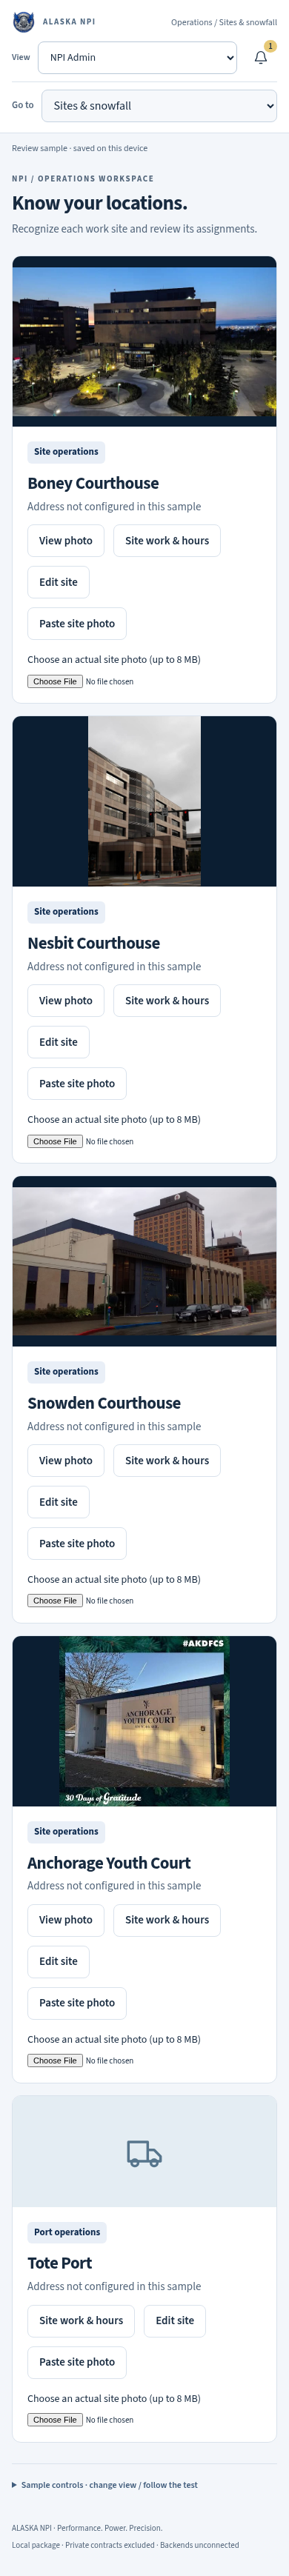 ALASKA NPI
Operations / Sites & snowfall
View
NPI Admin
1
Go to
Sites & snowfall
Review sample · saved on this device
NPI / OPERATIONS WORKSPACE
Know your locations.
Recognize each work site and review its assignments.
Site operations
Boney Courthouse
Address not configured in this sample
View photo
Site work & hours
Edit site
Paste site photo
Choose an actual site photo (up to 8 MB)
Choose File No file chosen
Site operations
Nesbit Courthouse
Address not configured in this sample
View photo
Site work & hours
Edit site
Paste site photo
Choose an actual site photo (up to 8 MB)
Choose File No file chosen
Site operations
Snowden Courthouse
Address not configured in this sample
View photo
Site work & hours
Edit site
Paste site photo
Choose an actual site photo (up to 8 MB)
Choose File No file chosen
#AKDFCS
ANCHORAGE
YOUTH COURT
30 Days of Gratitude
Site operations
Anchorage Youth Court
Address not configured in this sample
View photo
Site work & hours
Edit site
Paste site photo
Choose an actual site photo (up to 8 MB)
Choose File No file chosen
Port operations
Tote Port
Address not configured in this sample
Site work & hours
Edit site
Paste site photo
Choose an actual site photo (up to 8 MB)
Choose File No file chosen
Sample controls · change view / follow the test
ALASKA NPI · Performance. Power. Precision.
Local package · Private contracts excluded · Backends unconnected